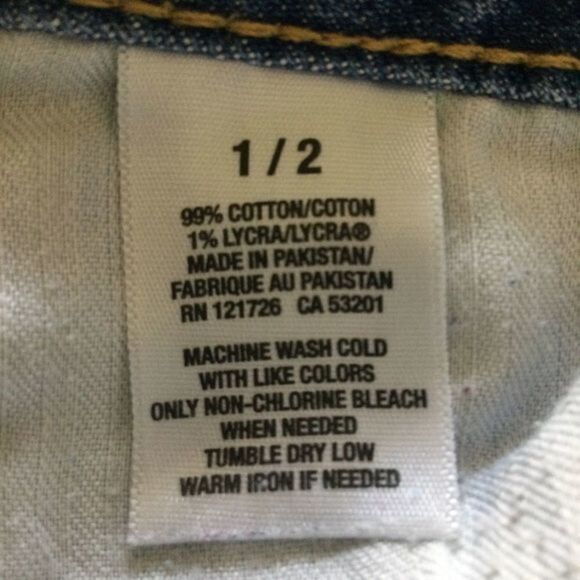 1 / 2
99% COTTON/COTON
1% LYCRA/LYCRA®
MADE IN PAKISTAN/
FABRIQUE AU PAKISTAN
RN 121726 CA 53201
MACHINE WASH COLD
WITH LIKE COLORS
ONLY NON-CHLORINE BLEACH
WHEN NEEDED
TUMBLE DRY LOW
WARM IRON IF NEEDED